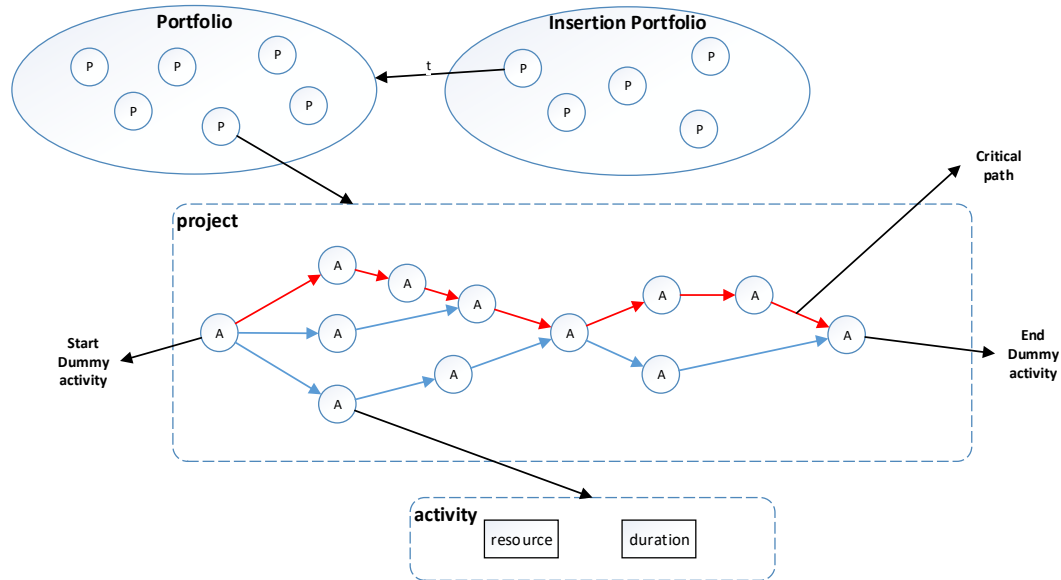 Portfolio
Insertion Portfolio
P
P
P
P
P
P
t
P
P
P
P
P
Critical
path
project
A
A
A
A
A
A
A
A
A
A
A
A
Start
Dummy
activity
End
Dummy
activity
activity
resource
duration